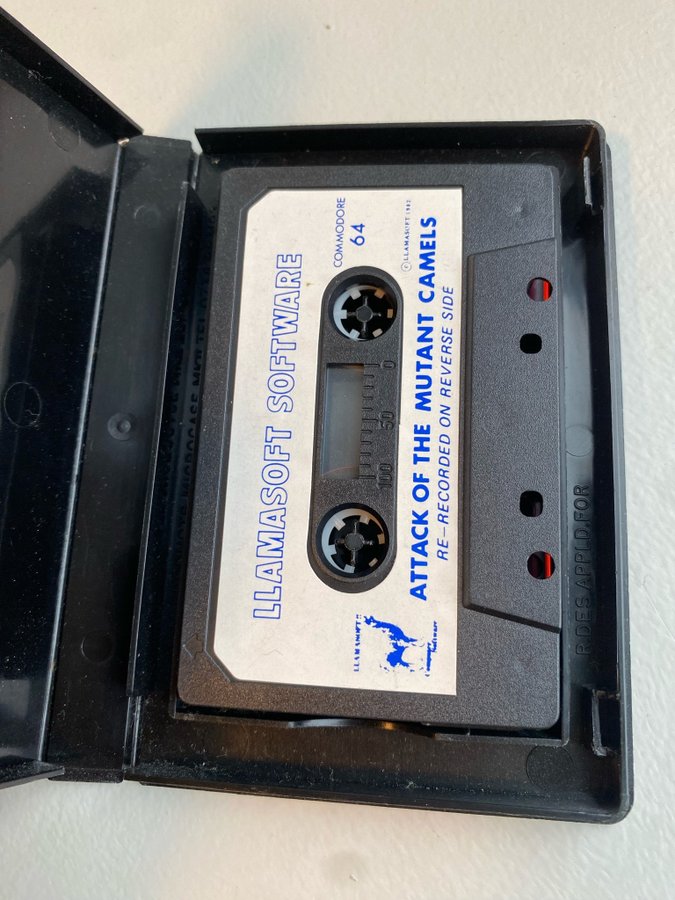 LLAMASOFT SOFTWARE
COMMODORE
64
100 50 0
LLAMASOFT !!
© LLAMASOFT 1982
ATTACK OF THE MUTANT CAMELS
RE-RECORDED ON REVERSE SIDE
R.DES.APPLD.FOR